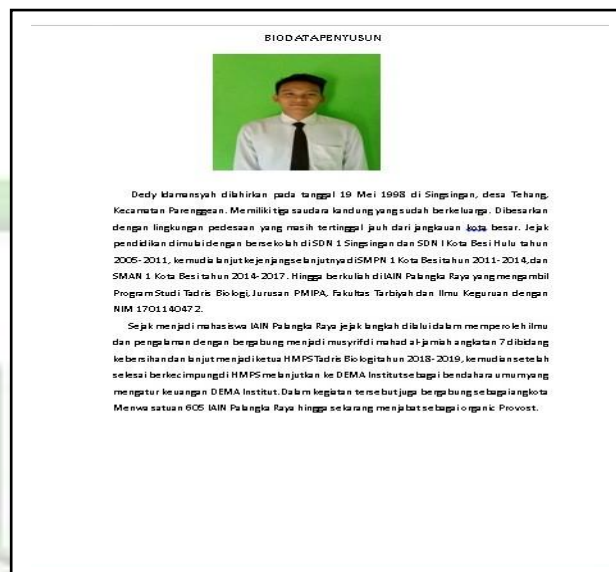 BIODATA PENYUSUN
Dedy Idamansyah dilahirkan pada tanggal 19 Mei 1998 di Singsingan, desa Tehang,
Kecamatan Parenggean. Memiliki tiga saudara kandung yang sudah berkeluarga. Dibesarkan
dengan lingkungan pedesaan yang masih tertinggal jauh dari jangkauan kota besar. Jejak
pendidikan dimulai dengan bersekolah di SDN 1 Singsingan dan SDN I Kota Besi Hulu tahun
2005-2011, kemudia lanjut kejenjang selanjutnya di SMPN 1 Kota Besi tahun 2011-2014, dan
SMAN 1 Kota Besi tahun 2014-2017. Hingga berkuliah di IAIN Palangka Raya yang mengambil
Program Studi Tadris Biologi, Jurusan PMIPA, Fakultas Tarbiyah dan Ilmu Keguruan dengan
NIM 1701140472.
Sejak menjadi mahasiswa IAIN Palangka Raya jejak langkah dilalui dalam memperoleh ilmu
dan pengalaman dengan bergabung menjadi musyrif di mahad al-jamiah angkatan 7 dibidang
kebersihan dan lanjut menjadi ketua HMPS Tadris Biologi tahun 2018-2019, kemudian setelah
selesai berkecimpung di HMPS melanjutkan ke DEMA Institut sebagai bendahara umum yang
mengatur keuangan DEMA Institut. Dalam kegiatan tersebut juga bergabung sebagai angkota
Menwa satuan 605 IAIN Palangka Raya hingga sekarang menjabat sebagai organic Provost.